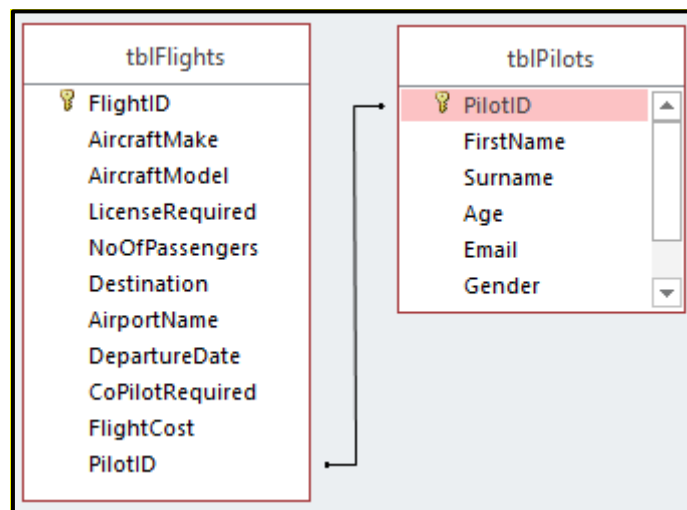 tblFlights
FlightID
AircraftMake
AircraftModel
LicenseRequired
NoOfPassengers
Destination
AirportName
DepartureDate
CoPilotRequired
FlightCost
PilotID
tblPilots
PilotID
FirstName
Surname
Age
Email
Gender